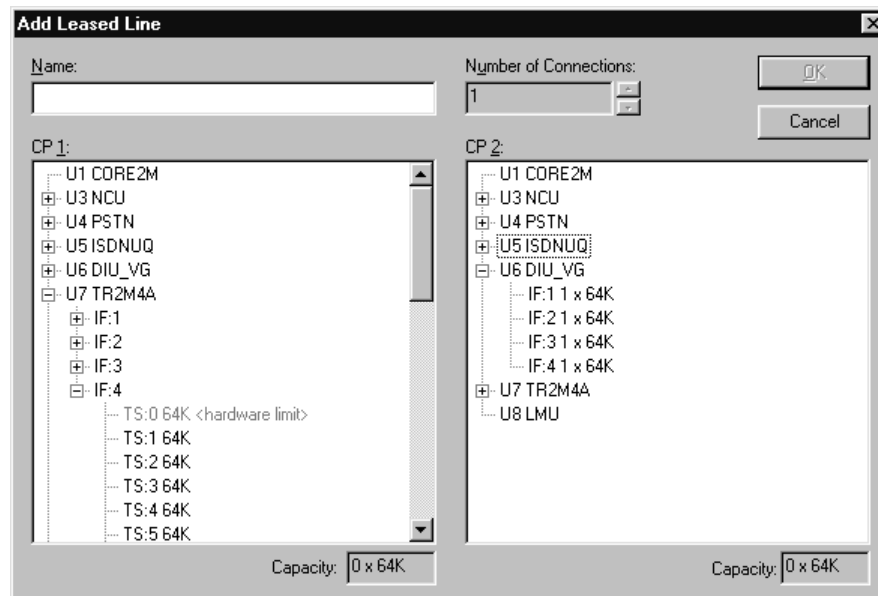 Add Leased Line
Name:
Number of Connections:
1
OK
Cancel
CP 1:
U1 CORE2M
U3 NCU
U4 PSTN
U5 ISDNUQ
U6 DIU_VG
U7 TR2M4A
IF:1
IF:2
IF:3
IF:4
TS:0 64K <hardware limit>
TS:1 64K
TS:2 64K
TS:3 64K
TS:4 64K
TS:5 64K
Capacity: 0 x 64K
CP 2:
U1 CORE2M
U3 NCU
U4 PSTN
U5 ISDNUQ
U6 DIU_VG
IF:1 1 x 64K
IF:2 1 x 64K
IF:3 1 x 64K
IF:4 1 x 64K
U7 TR2M4A
U8 LMU
Capacity: 0 x 64K